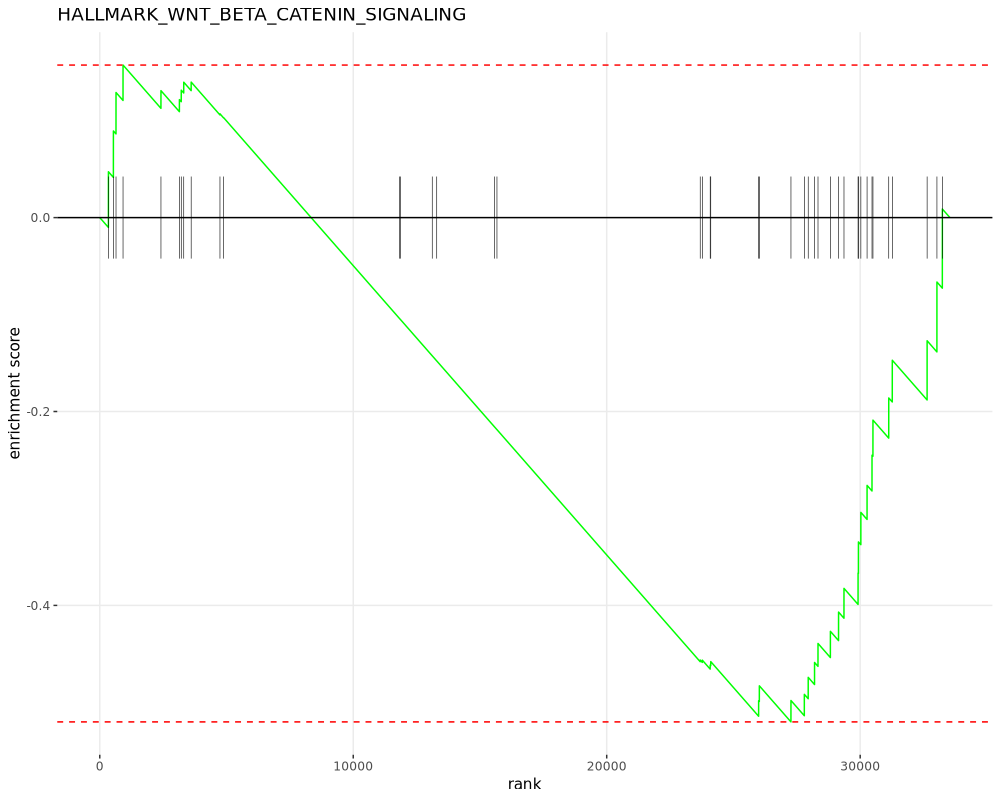 HALLMARK_WNT_BETA_CATENIN_SIGNALING
enrichment score
0.0
-0.2
-0.4
0
10000
20000
30000
rank